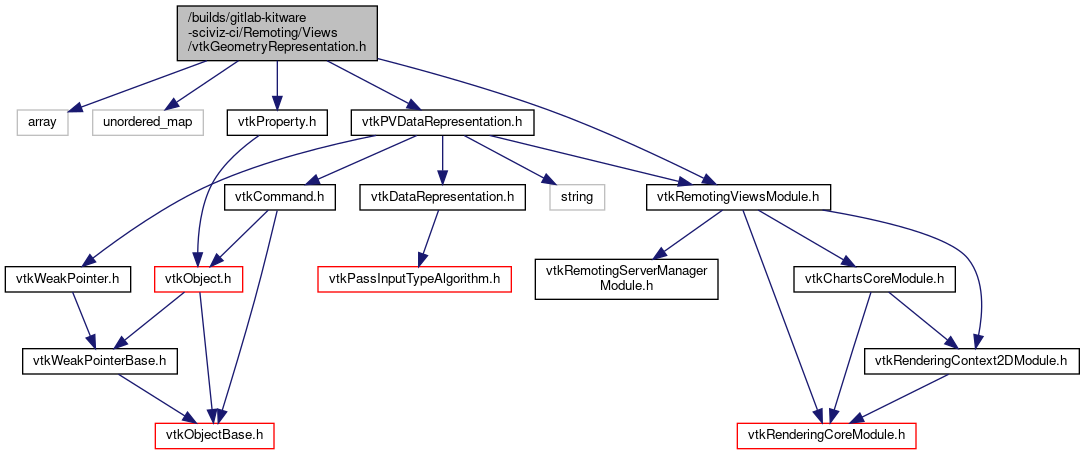 /builds/gitlab-kitware
-sciviz-ci/Remoting/Views
/vtkGeometryRepresentation.h
array
unordered_map
vtkProperty.h
vtkPVDataRepresentation.h
vtkCommand.h
vtkDataRepresentation.h
string
vtkRemotingViewsModule.h
vtkWeakPointer.h
vtkObject.h
vtkPassInputTypeAlgorithm.h
vtkRemotingServerManager
Module.h
vtkChartsCoreModule.h
vtkWeakPointerBase.h
vtkRenderingContext2DModule.h
vtkObjectBase.h
vtkRenderingCoreModule.h